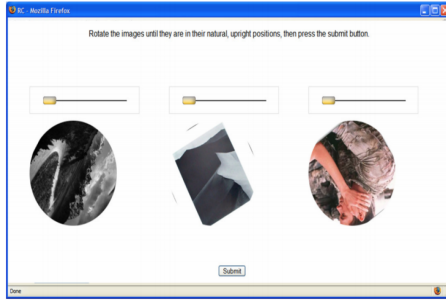 RC - Mozilla Firefox
Rotate the images until they are in their natural, upright positions, then press the submit button.
Submit
Done